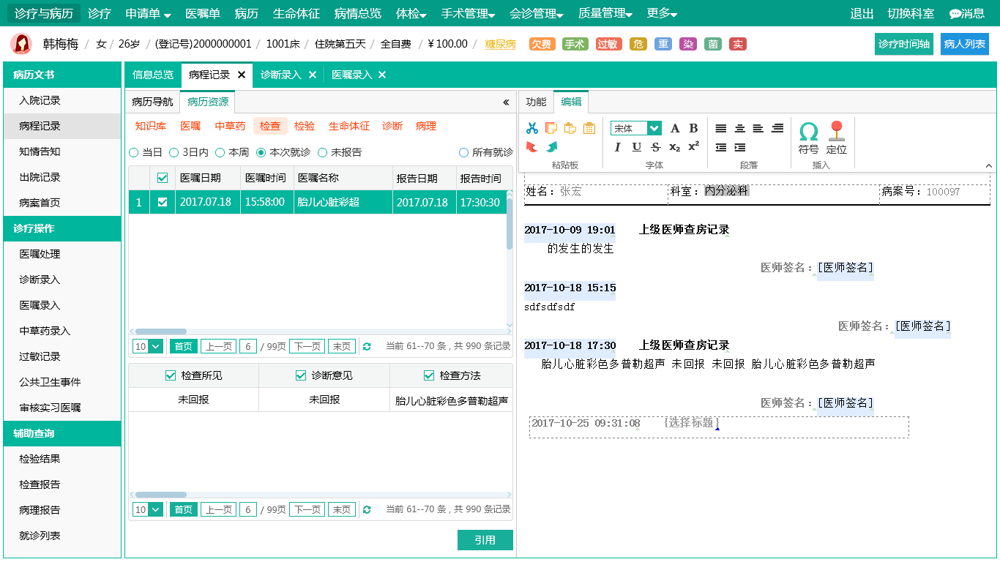 诊疗与病历 诊疗 申请单 医嘱单 病历 生命体征 病情总览 体检 手术管理 会诊管理 质量管理 更多 退出 切换科室 消息
韩梅梅 / 女 / 26岁 / (登记号)2000000001 / 1001床 / 住院第五天 / 全自费 / ¥100.00 / 糖尿病 欠费 手术 过敏 危 重 染 菌 实 诊疗时间轴 病人列表
病历文书
入院记录
病程记录
知情告知
出院记录
病案首页
诊疗操作
医嘱处理
诊断录入
医嘱录入
中草药录入
过敏记录
公共卫生事件
审核实习医嘱
辅助查询
检验结果
检查报告
病理报告
就诊列表
信息总览 病程记录 × 诊断录入 × 医嘱录入 ×
病历导航 病历资源 «
知识库 医嘱 中草药 检查 检验 生命体征 诊断 病理
当日 3日内 本周 本次就诊 未报告 所有就诊
医嘱日期 医嘱时间 医嘱名称 报告日期 报告时间
1 2017.07.18 15:58:00 胎儿心脏彩超 2017.07.18 17:30:30
10 首页 上一页 6 / 99页 下一页 末页 当前 61--70 条 , 共 990 条记录
检查所见 诊断意见 检查方法
未回报 未回报 胎儿心脏彩色多普勒超声
10 首页 上一页 6 / 99页 下一页 末页 当前 61--70 条 , 共 990 条记录
引用
功能 编辑
宋体 A B
I U S x₂ x²
符号 定位
粘贴板 字体 段落 插入
姓名：张宏 科室：内分泌科 病案号：100097
2017-10-09 19:01 上级医师查房记录
的发生的发生
医师签名：[医师签名]
2017-10-18 15:15
sdfsdfsdf
医师签名：[医师签名]
2017-10-18 17:30 上级医师查房记录
胎儿心脏彩色多普勒超声 未回报 未回报 胎儿心脏彩色多普勒超声
医师签名：[医师签名]
2017-10-25 09:31:08 [选择标题]